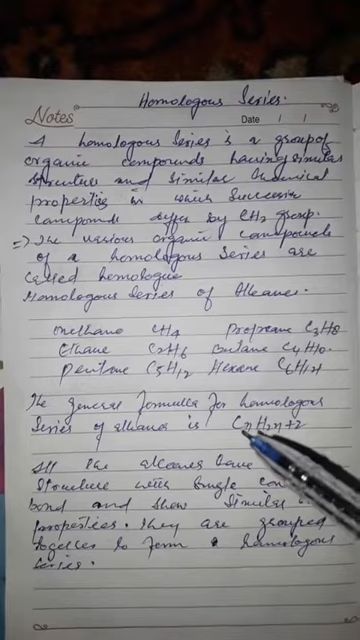 Homologous Series.
Notes
Date / /
A homologous Series is a group of
organic compounds having similar
structure and similar Chemical
properties in which Successive
compounds differ by CH2 group.
=) The various organic compounds
of a homologous Series are
called homologue
Homologous Series of Alkanes.
methane CH4 Propane C3H8
Ethane C2H6 Butane C4H10
pentane C5H12 Hexane C6H14
The general formula for homologous
Series of alkanes is CnH2n+2
All the alkanes have
Structure with single
bond and show Similar
properties. They are grouped
together to form a homologous
Series.